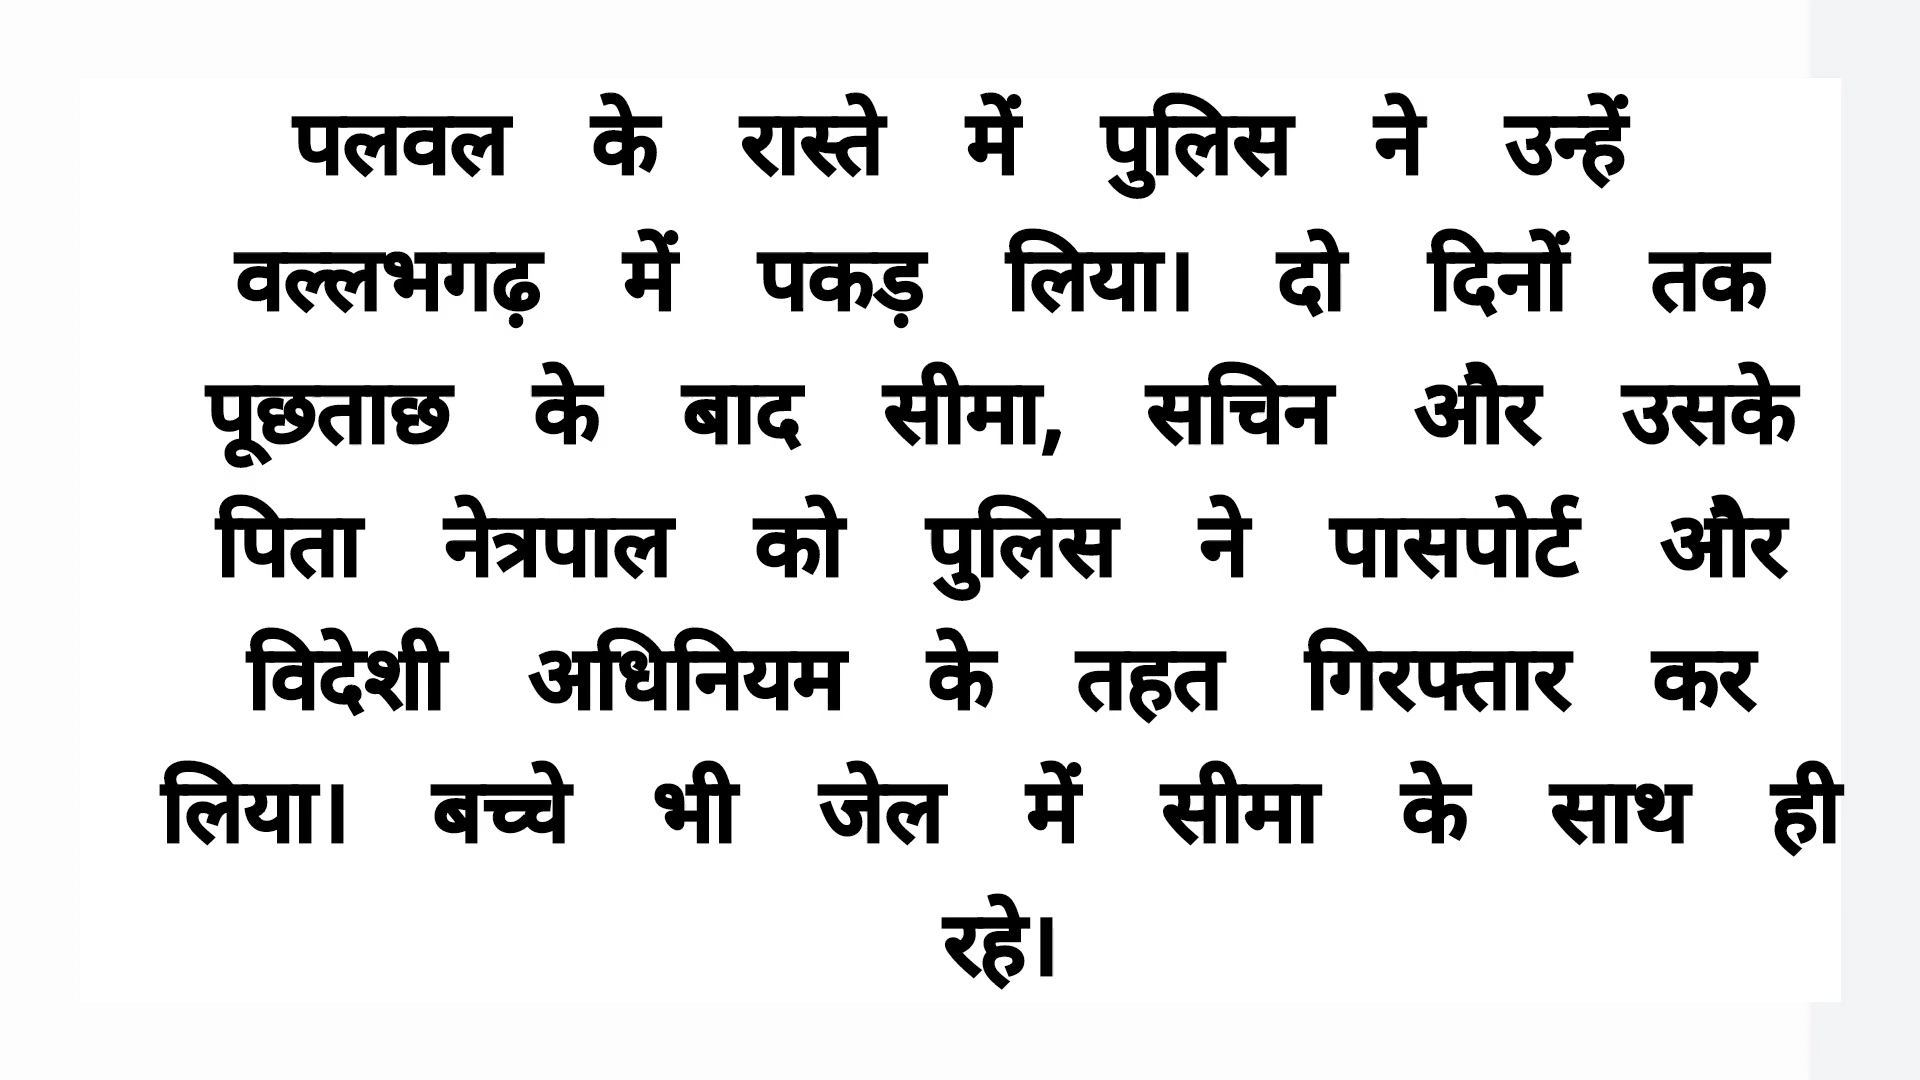 पलवल के रास्ते में पुलिस ने उन्हें
वल्लभगढ़ में पकड़ लिया। दो दिनों तक
पूछताछ के बाद सीमा, सचिन और उसके
पिता नेत्रपाल को पुलिस ने पासपोर्ट और
विदेशी अधिनियम के तहत गिरफ्तार कर
लिया। बच्चे भी जेल में सीमा के साथ ही
रहे।